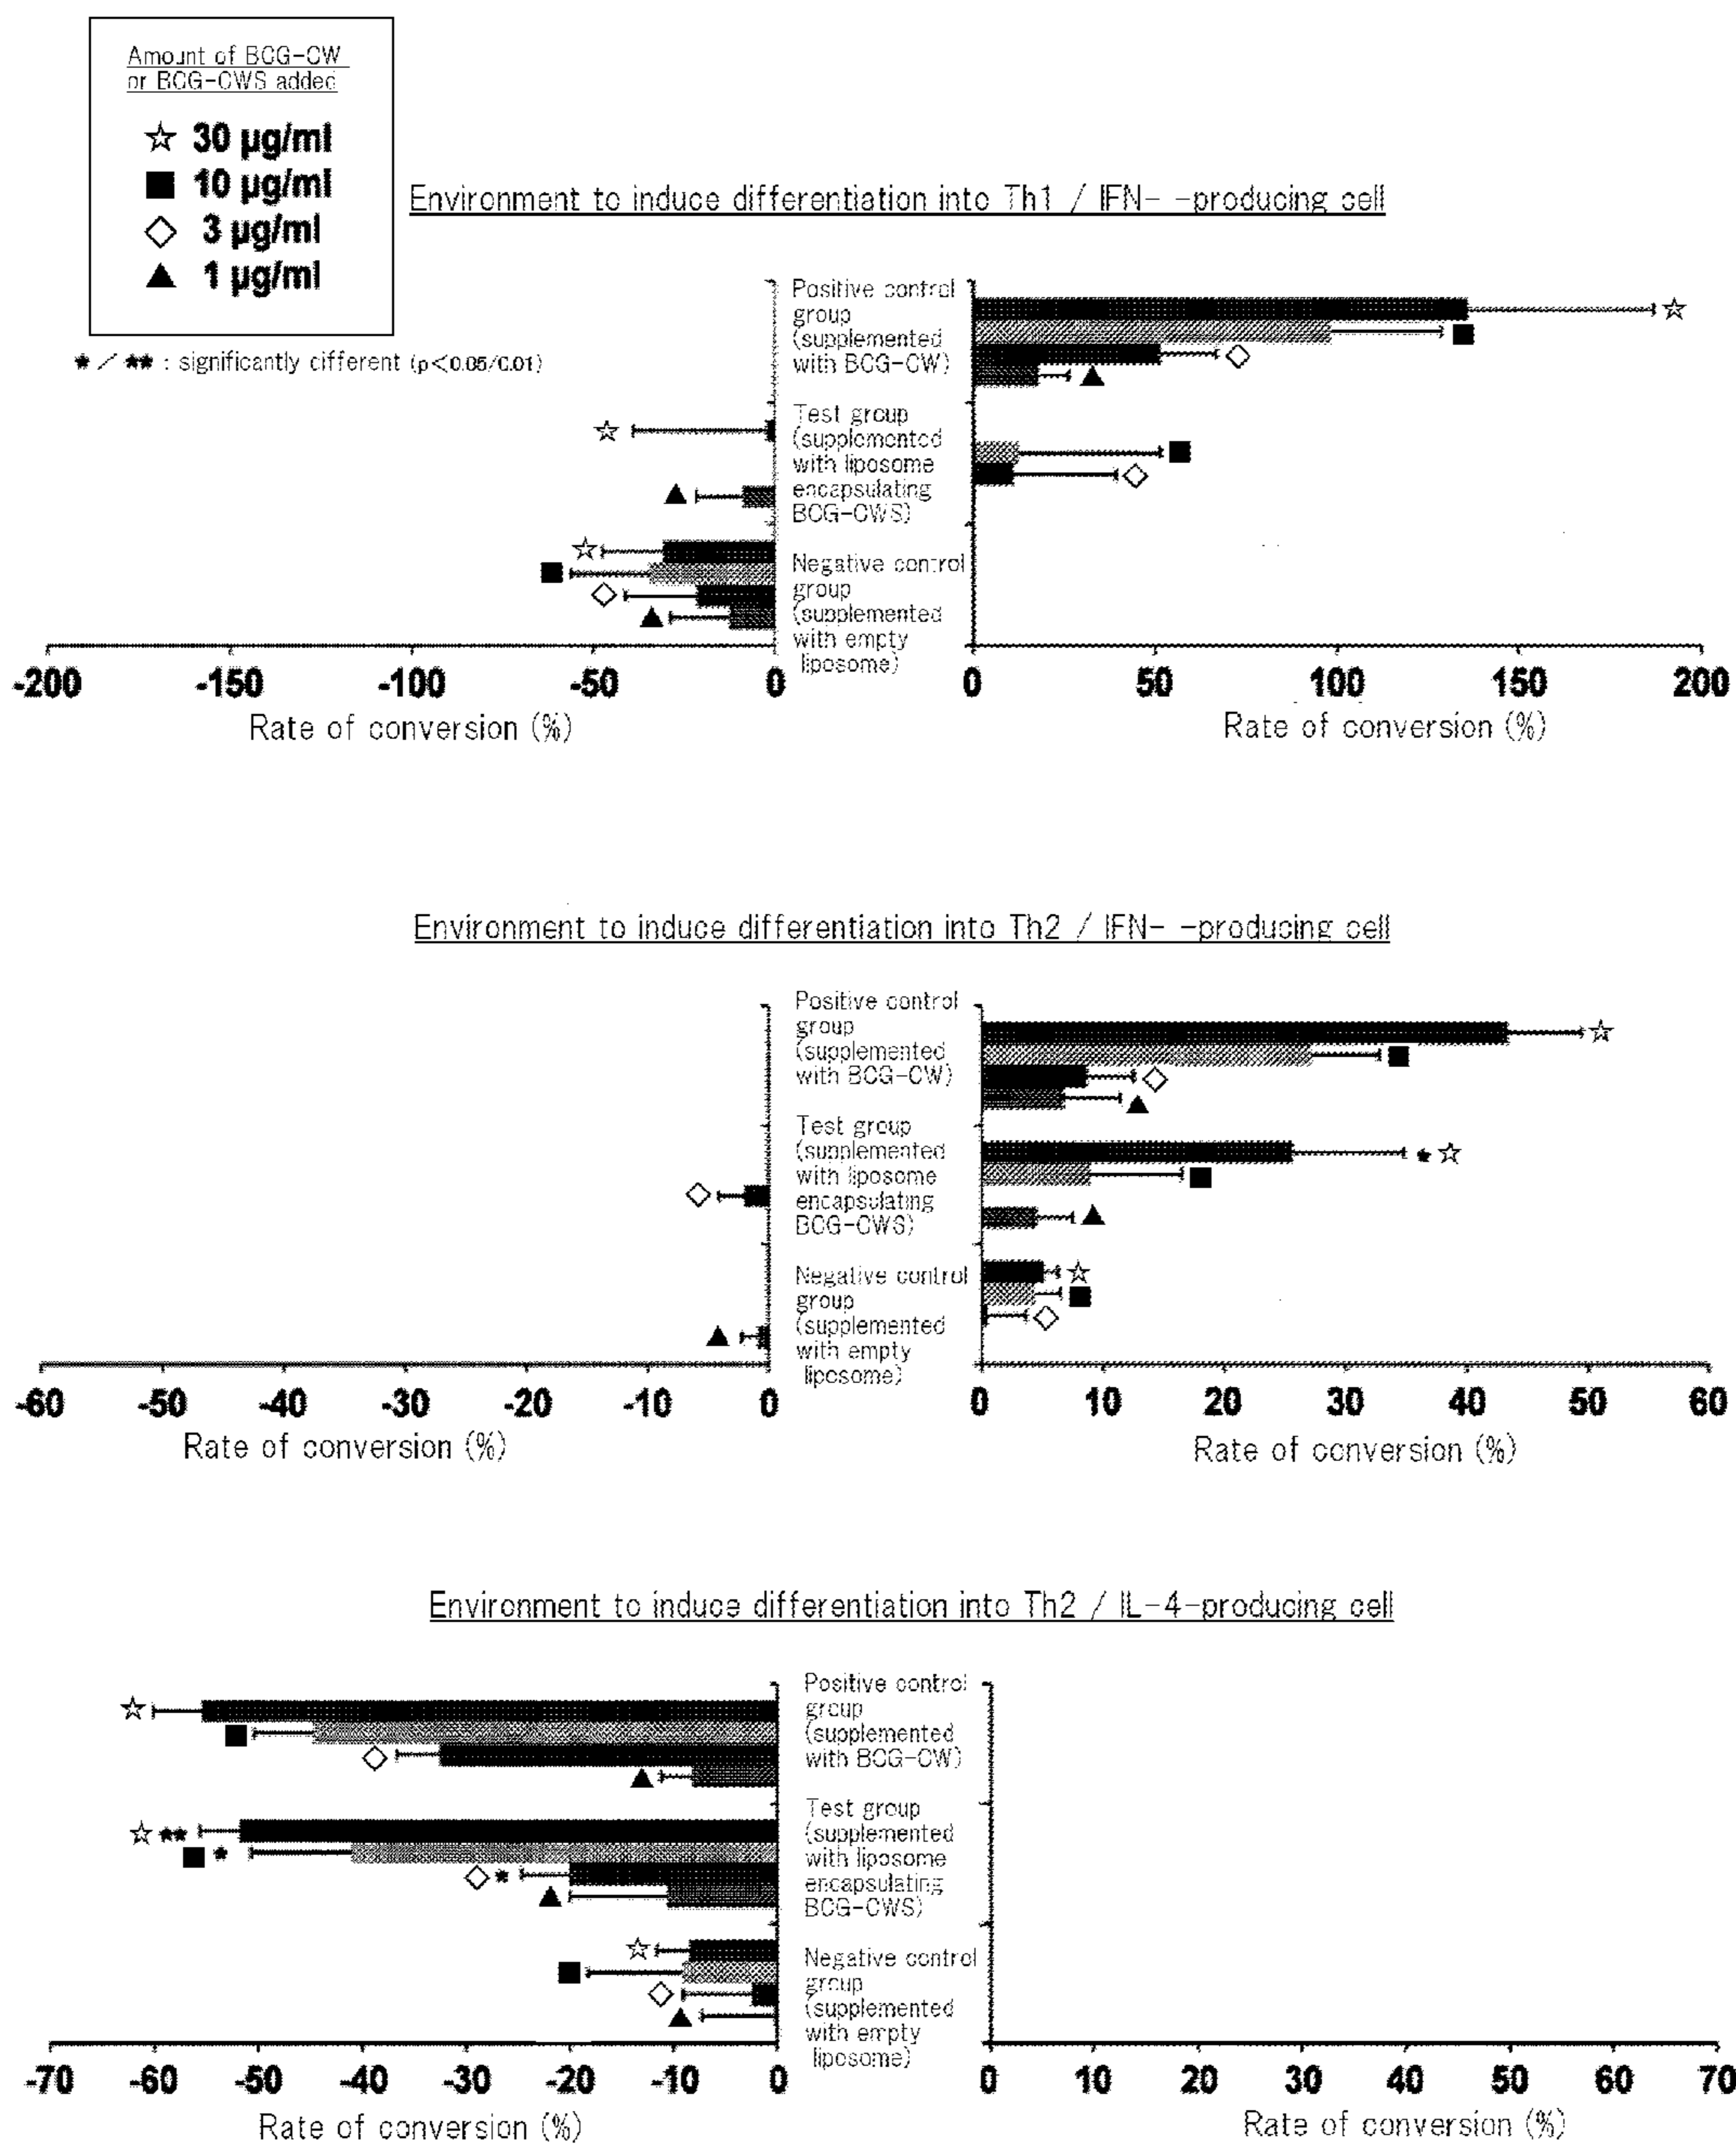 Amount of BCG-CW
or BCG-CWS added
☆ 30 µg/ml
■ 10 µg/ml
◇ 3 µg/ml
▲ 1 µg/ml
* / ** : significantly different (p<0.05/0.01)
Environment to induce differentiation into Th1 / IFN- -producing cell
Positive control
group
(supplemented
with BCG-CW)
Test group
(supplemented
with liposome
encapsulating
BCG-CWS)
Negative control
group
(supplemented
with empty
liposome)
-200 -150 -100 -50 0 0 50 100 150 200
Rate of conversion (%) Rate of conversion (%)
Environment to induce differentiation into Th2 / IFN- -producing cell
Positive control
group
(supplemented
with BCG-CW)
Test group
(supplemented
with liposome
encapsulating
BCG-CWS)
*
Negative control
group
(supplemented
with empty
liposome)
-60 -50 -40 -30 -20 -10 0 0 10 20 30 40 50 60
Rate of conversion (%) Rate of conversion (%)
Environment to induce differentiation into Th2 / IL-4-producing cell
Positive control
group
(supplemented
with BCG-CW)
Test group
(supplemented
with liposome
encapsulating
BCG-CWS)
**
*
*
Negative control
group
(supplemented
with empty
liposome)
-70 -60 -50 -40 -30 -20 -10 0 0 10 20 30 40 50 60 70
Rate of conversion (%) Rate of conversion (%)